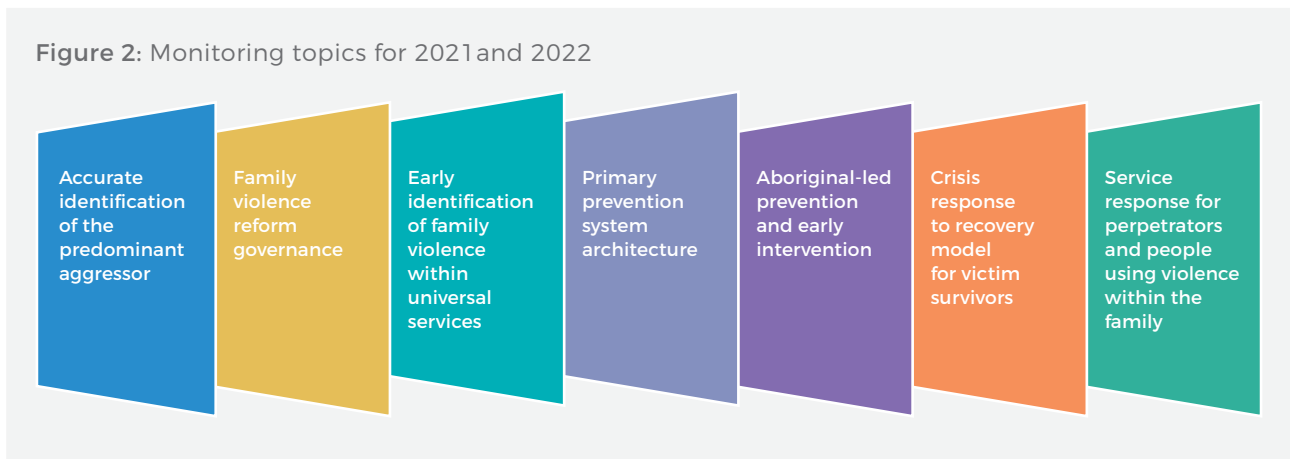 Figure 2: Monitoring topics for 2021and 2022
Accurate
identification
of the
predominant
aggressor
Family
violence
reform
governance
Early
identification
of family
violence
within
universal
services
Primary
prevention
system
architecture
Aboriginal-led
prevention
and early
intervention
Crisis
response
to recovery
model
for victim
survivors
Service
response for
perpetrators
and people
using violence
within the
family